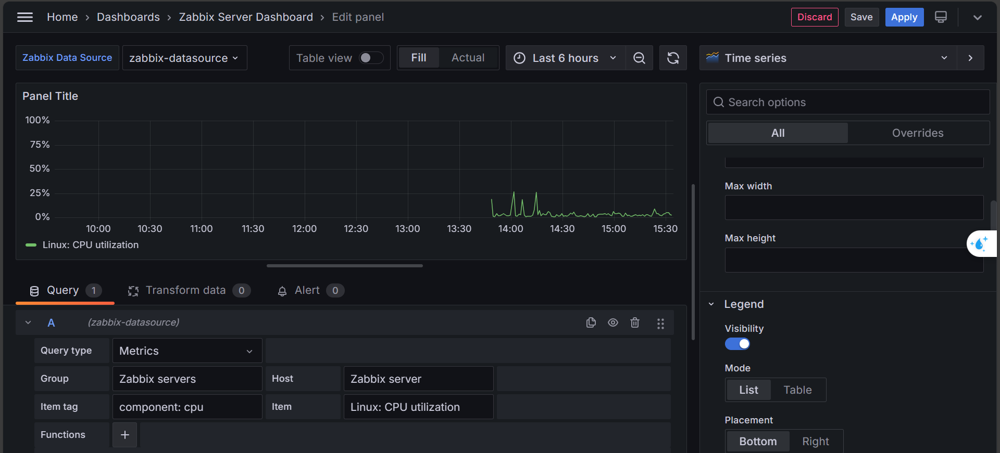 Home › Dashboards › Zabbix Server Dashboard › Edit panel
Discard Save Apply
Zabbix Data Source zabbix-datasource
Table view Fill Actual Last 6 hours
Time series
Panel Title
100%
75%
50%
25%
0%
10:00 10:30 11:00 11:30 12:00 12:30 13:00 13:30 14:00 14:30 15:00 15:30
Linux: CPU utilization
Query 1 Transform data 0 Alert 0
A (zabbix-datasource)
Query type Metrics
Group Zabbix servers Host Zabbix server
Item tag component: cpu Item Linux: CPU utilization
Functions +
Search options
All Overrides
Max width
Max height
Legend
Visibility
Mode
List Table
Placement
Bottom Right